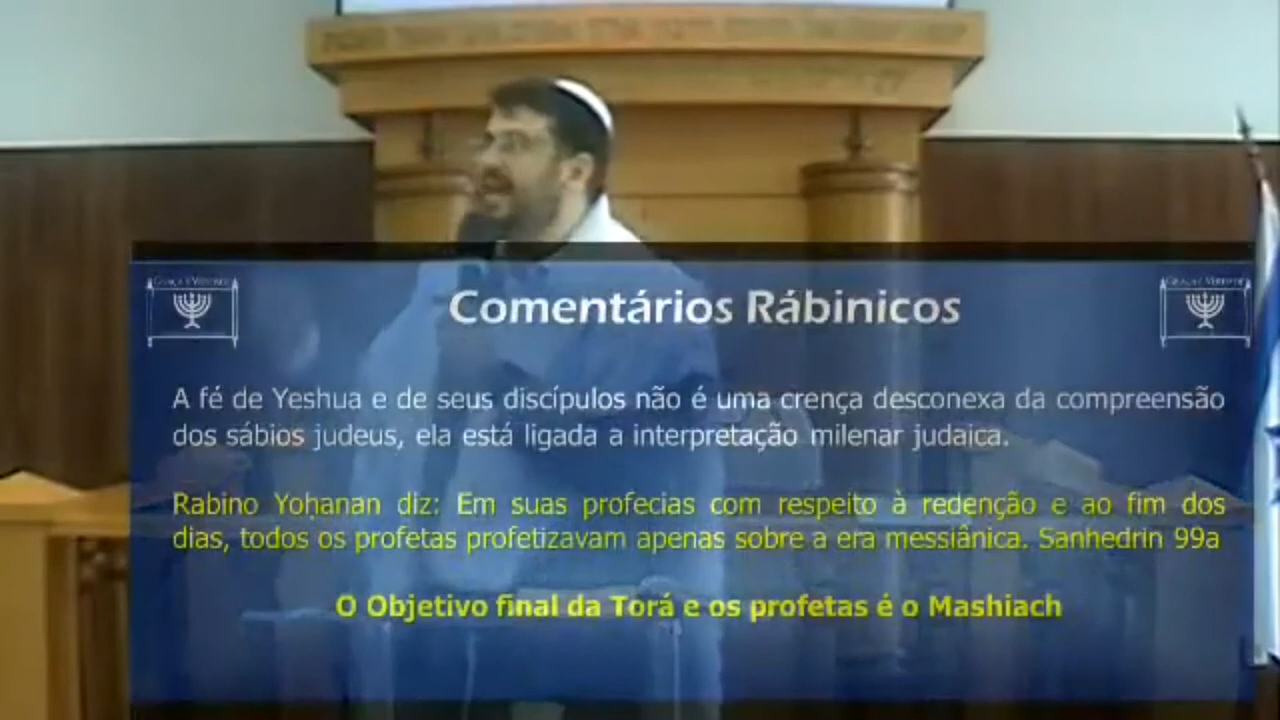 Comentários Rábinicos
A fé de Yeshua e de seus discípulos não é uma crença desconexa da compreensão
dos sábios judeus, ela está ligada a interpretação milenar judaica.
Rabino Yoḥanan diz: Em suas profecias com respeito à redenção e ao fim dos
dias, todos os profetas profetizavam apenas sobre a era messiânica. Sanhedrin 99a
O Objetivo final da Torá e os profetas é o Mashiach